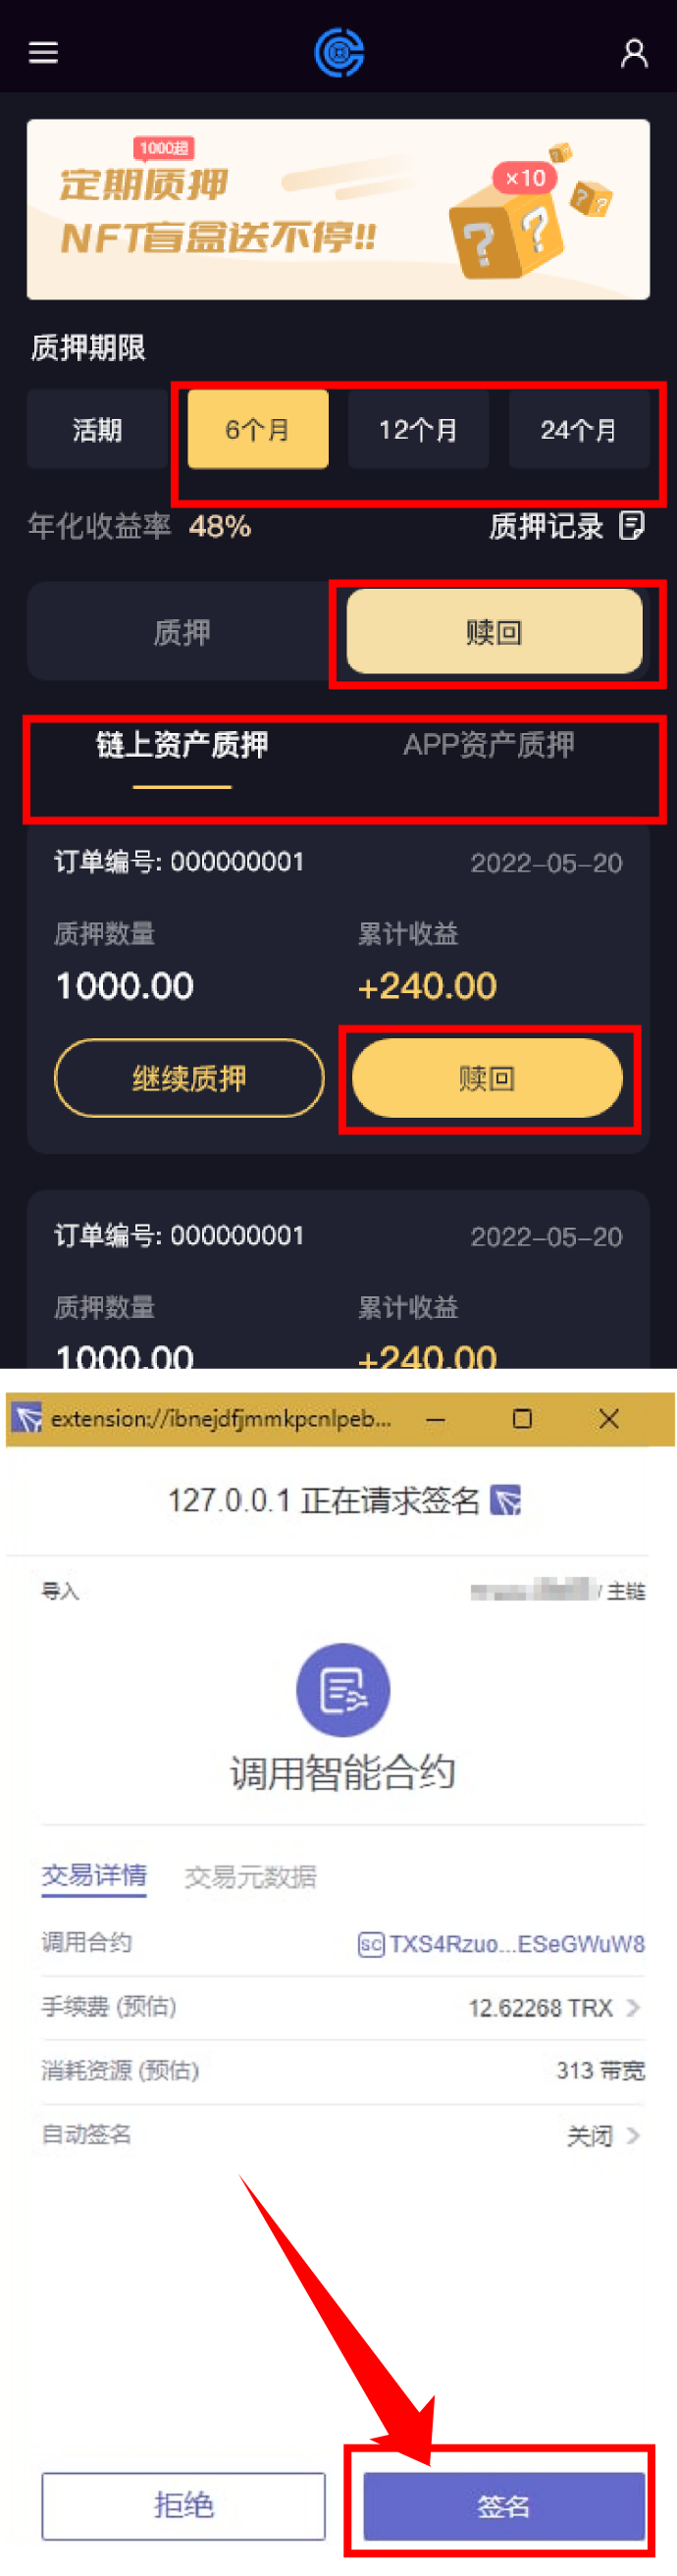 1000超
定期质押
NFT盲盒送不停!!
×10
? ?
? ?
质押期限
活期 6个月 12个月 24个月
年化收益率 48% 质押记录
质押 赎回
链上资产质押 APP资产质押
订单编号: 000000001 2022-05-20
质押数量 累计收益
1000.00 +240.00
继续质押 赎回
订单编号: 000000001 2022-05-20
质押数量 累计收益
1000.00 +240.00
extension://ibnejdfjmmkpcnlpeb...
127.0.0.1 正在请求签名
导入 / 主链
调用智能合约
交易详情 交易元数据
调用合约 SC TXS4Rzuo...ESeGWuW8
手续费 (预估) 12.62268 TRX >
消耗资源 (预估) 313 带宽
自动签名 关闭 >
拒绝 签名